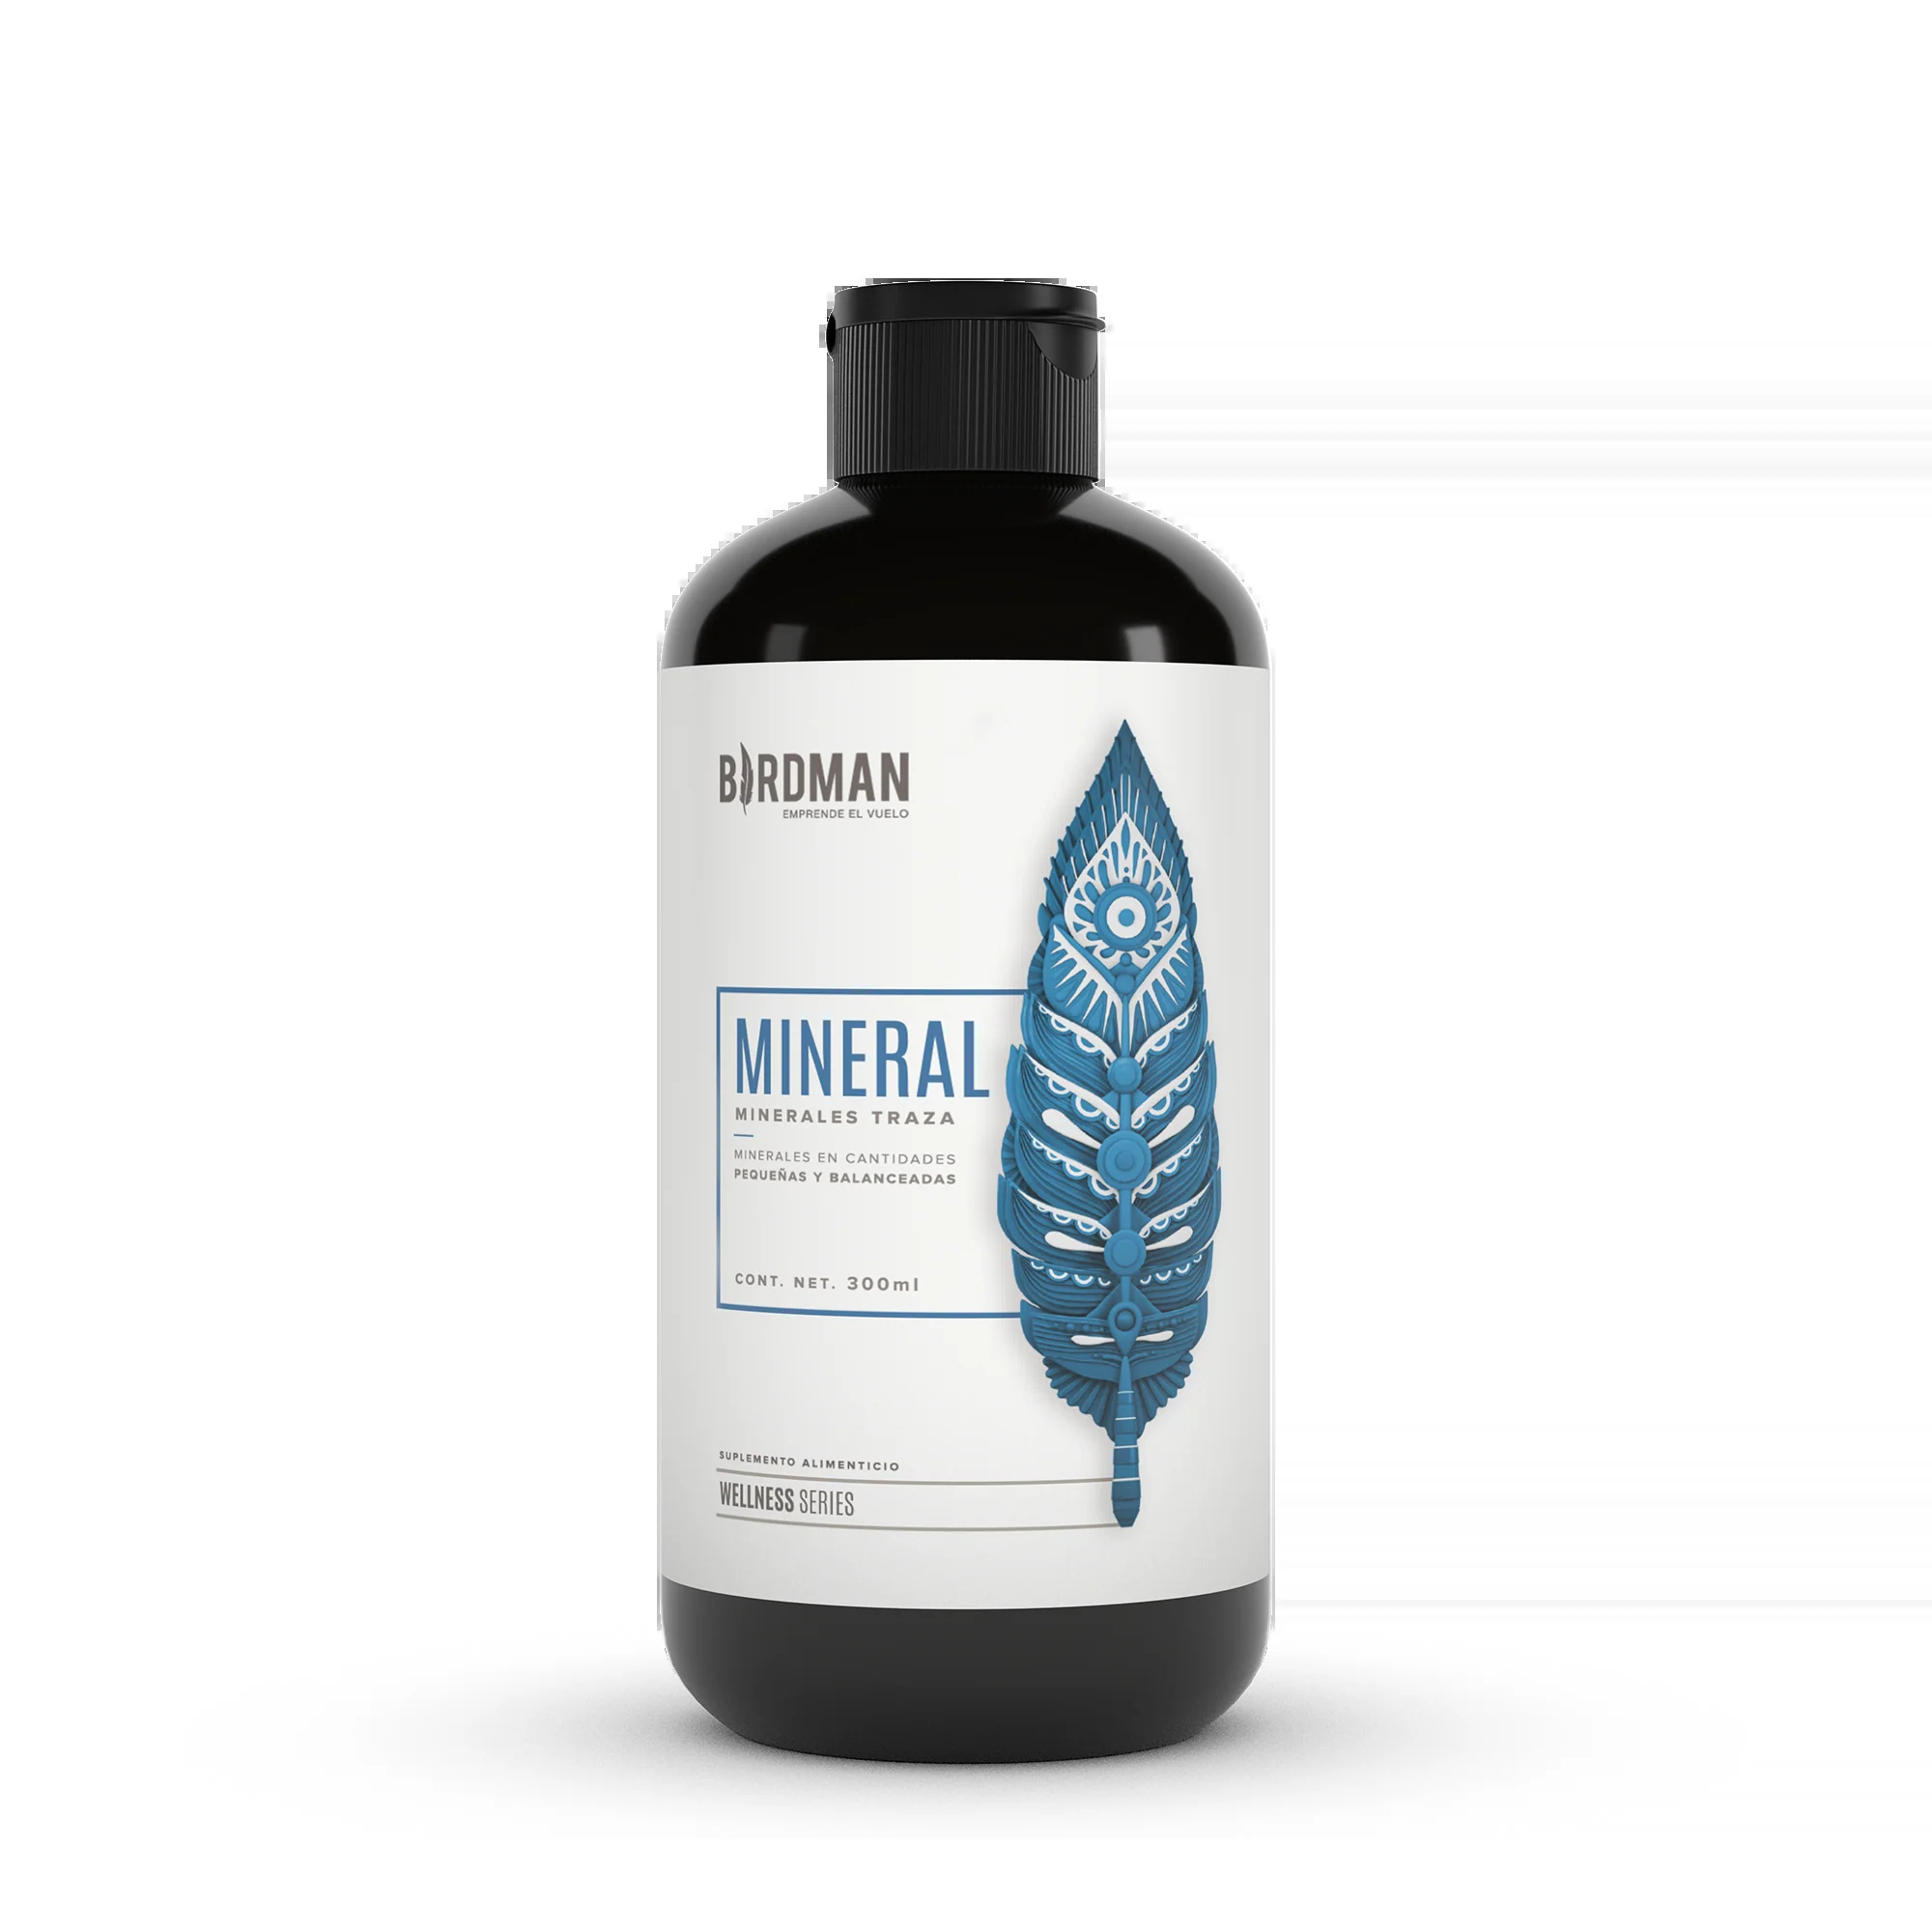 BIRDMAN
EMPRENDE EL VUELO
MINERAL
MINERALES TRAZA
MINERALES EN CANTIDADES
PEQUEÑAS Y BALANCEADAS
CONT. NET. 300ml
SUPLEMENTO ALIMENTICIO
WELLNESS SERIES